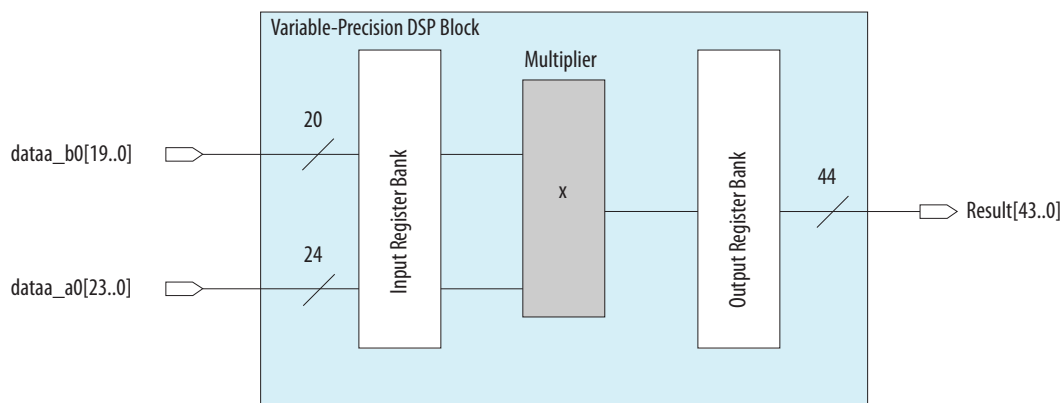 Variable-Precision DSP Block
Multiplier
20
dataa_b0[19..0]
Input Register Bank
x
Output Register Bank
44
Result[43..0]
24
dataa_a0[23..0]